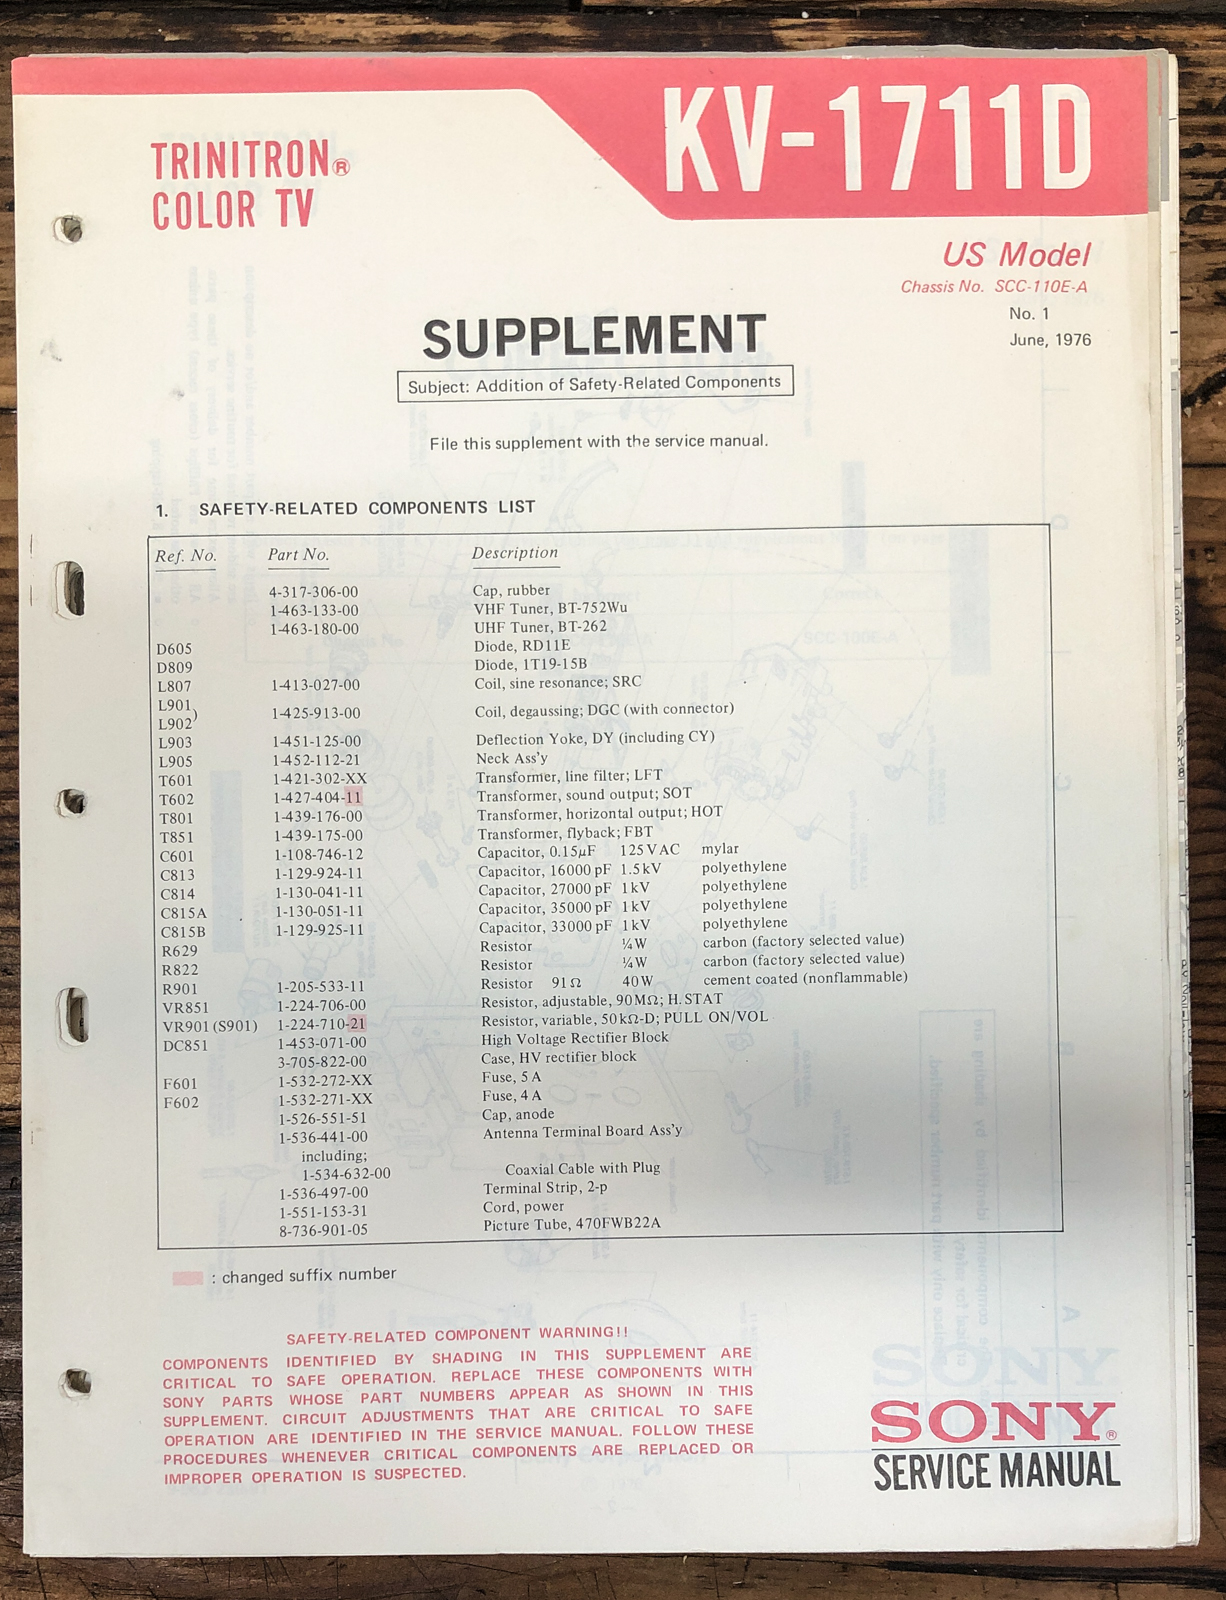 KV-1711D
TRINITRON®
COLOR TV
US Model
Chassis No. SCC-110E-A
No. 1
June, 1976
SUPPLEMENT
Subject: Addition of Safety-Related Components
File this supplement with the service manual.
1. SAFETY-RELATED COMPONENTS LIST
Ref. No. Part No. Description
4-317-306-00 Cap, rubber
1-463-133-00 VHF Tuner, BT-752Wu
1-463-180-00 UHF Tuner, BT-262
D605 Diode, RD11E
D809 Diode, 1T19-15B
L807 1-413-027-00 Coil, sine resonance; SRC
L901
L902) 1-425-913-00 Coil, degaussing; DGC (with connector)
L903 1-451-125-00 Deflection Yoke, DY (including CY)
L905 1-452-112-21 Neck Ass'y
T601 1-421-302-XX Transformer, line filter; LFT
T602 1-427-404-11 Transformer, sound output; SOT
T801 1-439-176-00 Transformer, horizontal output; HOT
T851 1-439-175-00 Transformer, flyback; FBT
C601 1-108-746-12 Capacitor, 0.15μF 125VAC mylar
C813 1-129-924-11 Capacitor, 16000pF 1.5kV polyethylene
C814 1-130-041-11 Capacitor, 27000pF 1kV polyethylene
C815A 1-130-051-11 Capacitor, 35000pF 1kV polyethylene
C815B 1-129-925-11 Capacitor, 33000pF 1kV polyethylene
R629 Resistor ¼W carbon (factory selected value)
R822 Resistor ¼W carbon (factory selected value)
R901 1-205-533-11 Resistor 91Ω 40W cement coated (nonflammable)
VR851 1-224-706-00 Resistor, adjustable, 90MΩ; H.STAT
VR901(S901) 1-224-710-21 Resistor, variable, 50kΩ-D; PULL ON/VOL
DC851 1-453-071-00 High Voltage Rectifier Block
3-705-822-00 Case, HV rectifier block
F601 1-532-272-XX Fuse, 5A
F602 1-532-271-XX Fuse, 4A
1-526-551-51 Cap, anode
1-536-441-00 Antenna Terminal Board Ass'y
including;
1-534-632-00 Coaxial Cable with Plug
1-536-497-00 Terminal Strip, 2-p
1-551-153-31 Cord, power
8-736-901-05 Picture Tube, 470FWB22A
: changed suffix number
SAFETY-RELATED COMPONENT WARNING!!
COMPONENTS IDENTIFIED BY SHADING IN THIS SUPPLEMENT ARE
CRITICAL TO SAFE OPERATION. REPLACE THESE COMPONENTS WITH
SONY PARTS WHOSE PART NUMBERS APPEAR AS SHOWN IN THIS
SUPPLEMENT. CIRCUIT ADJUSTMENTS THAT ARE CRITICAL TO SAFE
OPERATION ARE IDENTIFIED IN THE SERVICE MANUAL. FOLLOW THESE
PROCEDURES WHENEVER CRITICAL COMPONENTS ARE REPLACED OR
IMPROPER OPERATION IS SUSPECTED.
SONY®
SERVICE MANUAL